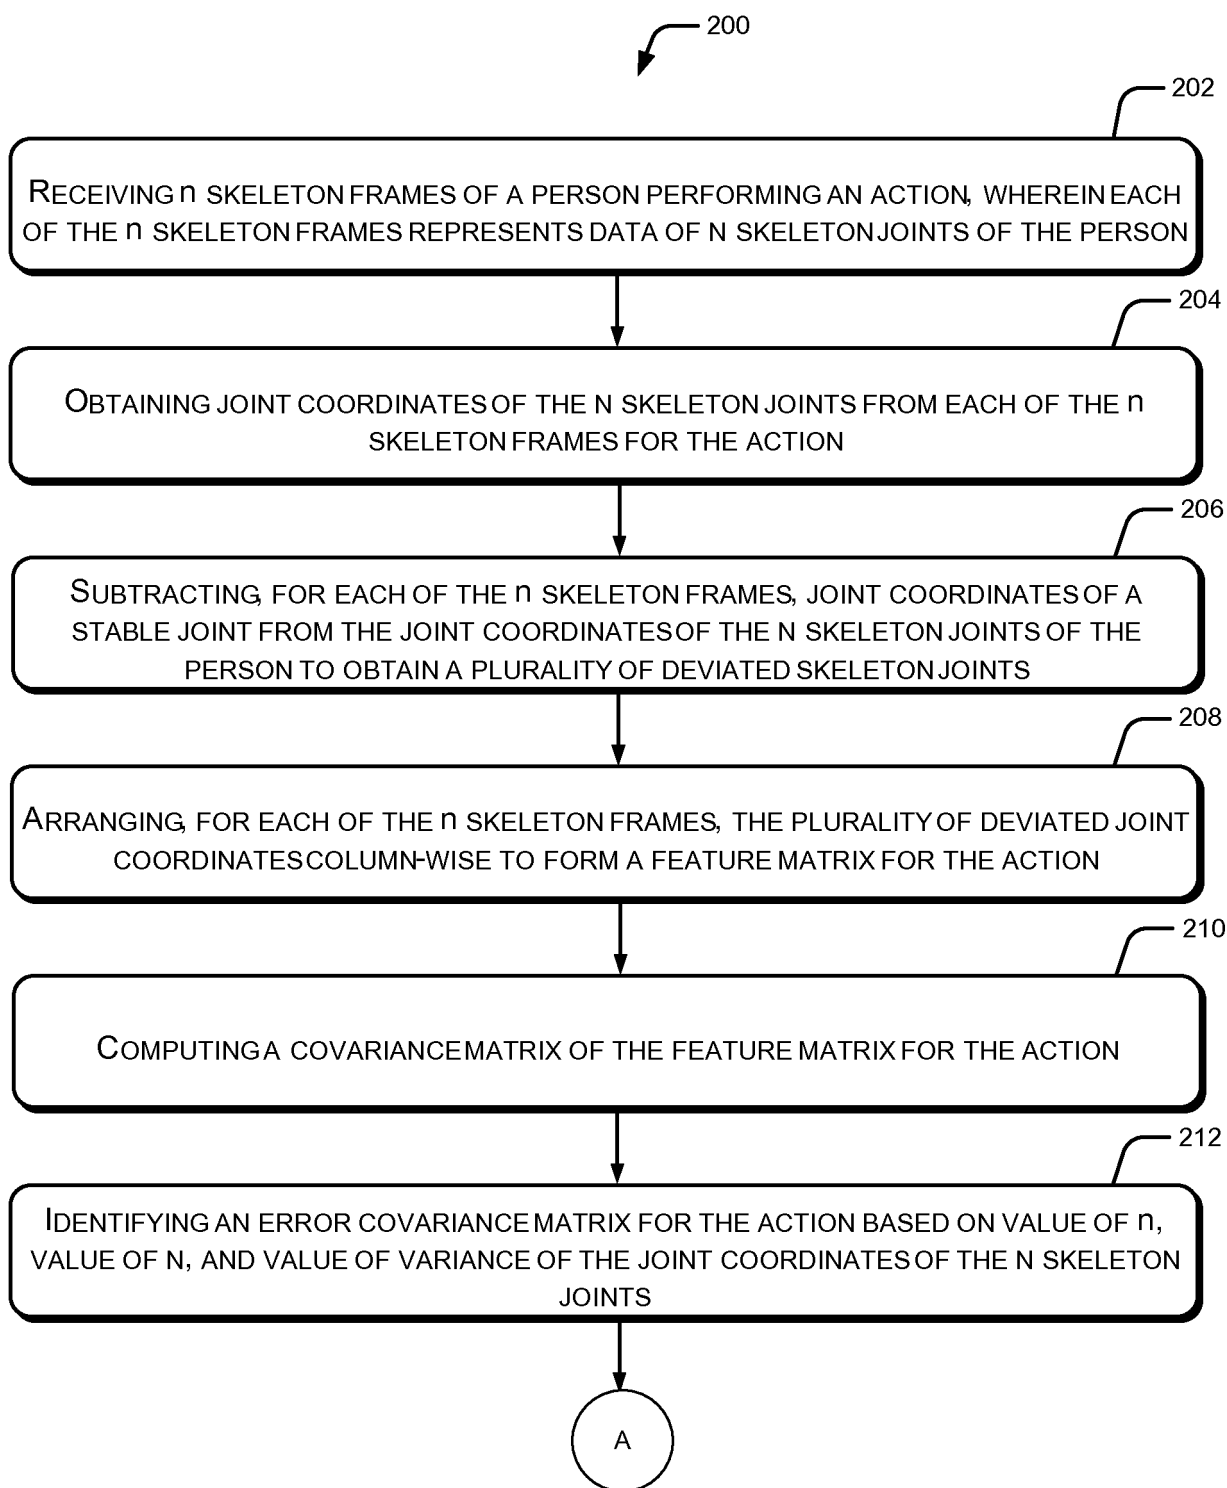 200
202
RECEIVING n SKELETON FRAMES OF A PERSON PERFORMING AN ACTION, WHEREIN EACH
OF THE n SKELETON FRAMES REPRESENTS DATA OF N SKELETON JOINTS OF THE PERSON
204
OBTAINING JOINT COORDINATES OF THE N SKELETON JOINTS FROM EACH OF THE n
SKELETON FRAMES FOR THE ACTION
206
SUBTRACTING, FOR EACH OF THE n SKELETON FRAMES, JOINT COORDINATES OF A
STABLE JOINT FROM THE JOINT COORDINATES OF THE N SKELETON JOINTS OF THE
PERSON TO OBTAIN A PLURALITY OF DEVIATED SKELETON JOINTS
208
ARRANGING, FOR EACH OF THE n SKELETON FRAMES, THE PLURALITY OF DEVIATED JOINT
COORDINATES COLUMN-WISE TO FORM A FEATURE MATRIX FOR THE ACTION
210
COMPUTING A COVARIANCE MATRIX OF THE FEATURE MATRIX FOR THE ACTION
212
IDENTIFYING AN ERROR COVARIANCE MATRIX FOR THE ACTION BASED ON VALUE OF n,
VALUE OF N, AND VALUE OF VARIANCE OF THE JOINT COORDINATES OF THE N SKELETON
JOINTS
A